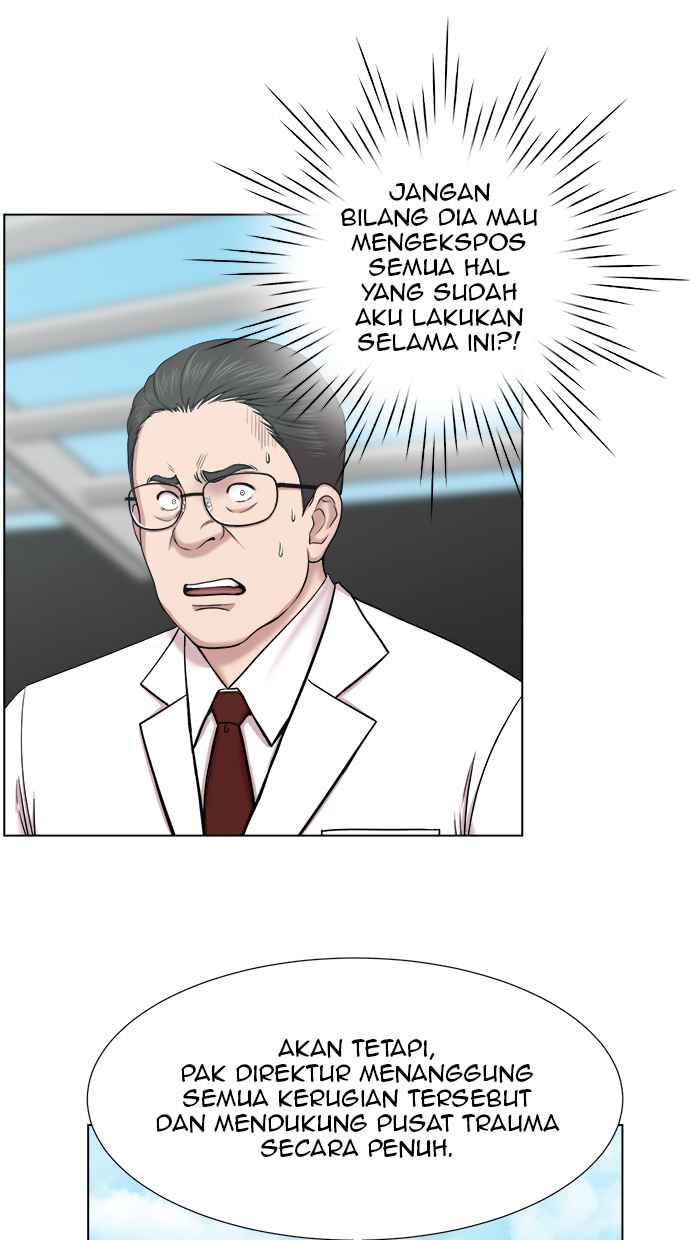 JANGAN
BILANG DIA MAU
MENGEKSPOS
SEMUA HAL
YANG SUDAH
AKU LAKUKAN
SELAMA INI?!
AKAN TETAPI,
PAK DIREKTUR MENANGGUNG
SEMUA KERUGIAN TERSEBUT
DAN MENDUKUNG PUSAT TRAUMA
SECARA PENUH.